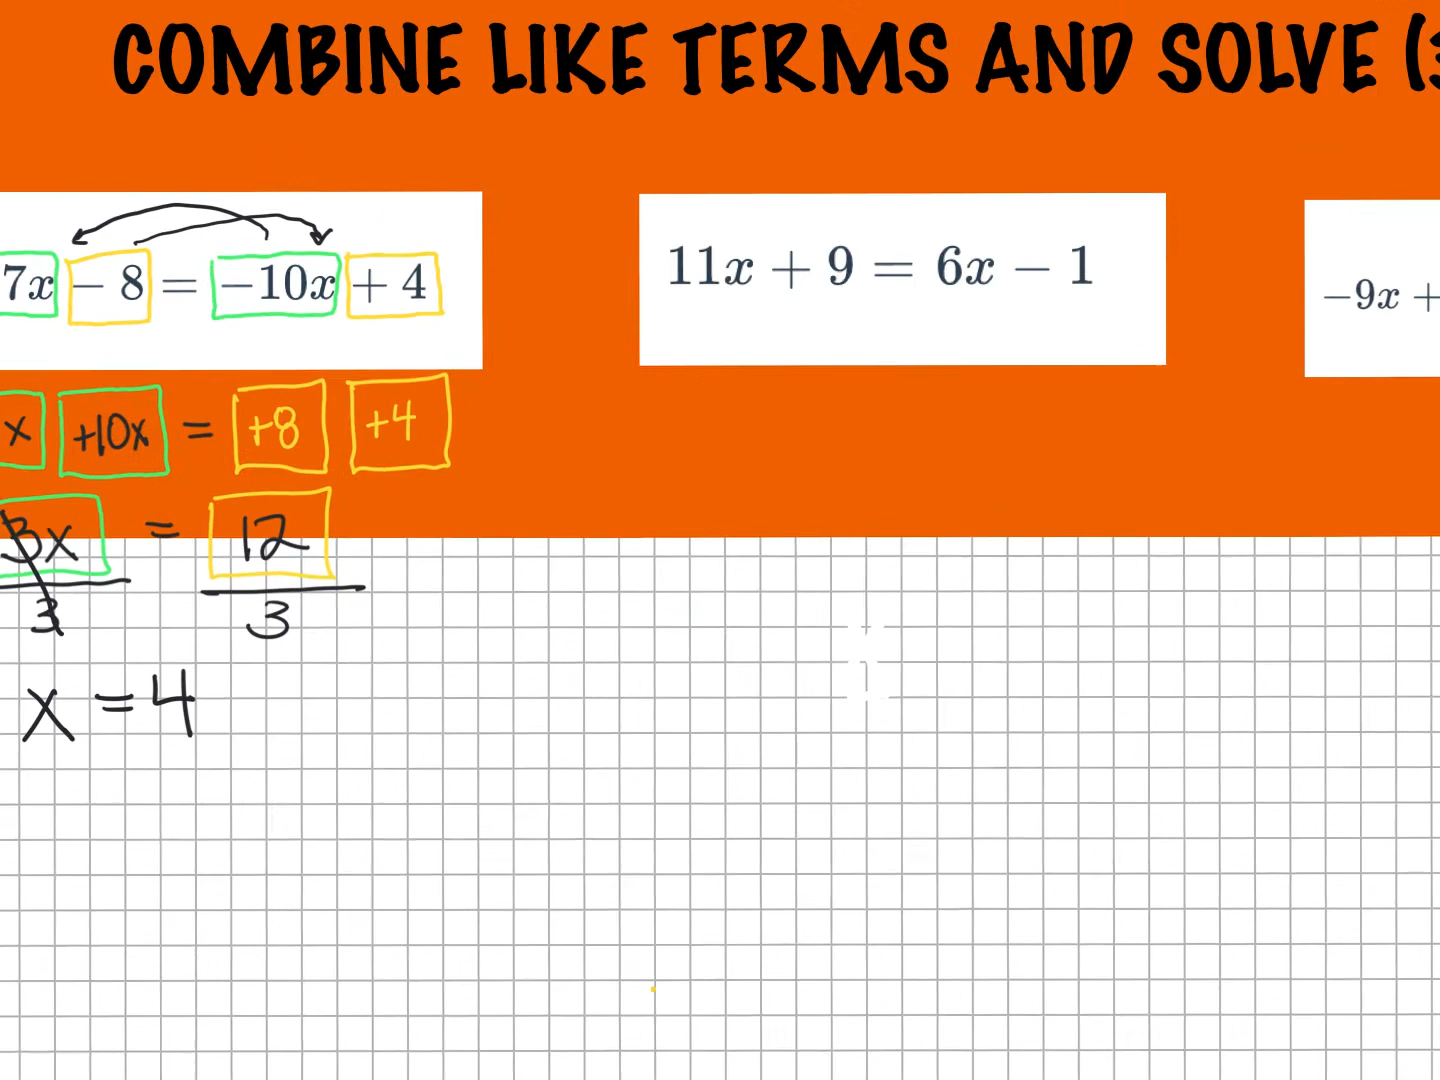 COMBINE LIKE TERMS AND SOLVE (3
7x − 8 = −10x + 4
11x + 9 = 6x − 1
−9x +
x +10x = +8 +4
3x = 12
3 3
x = 4